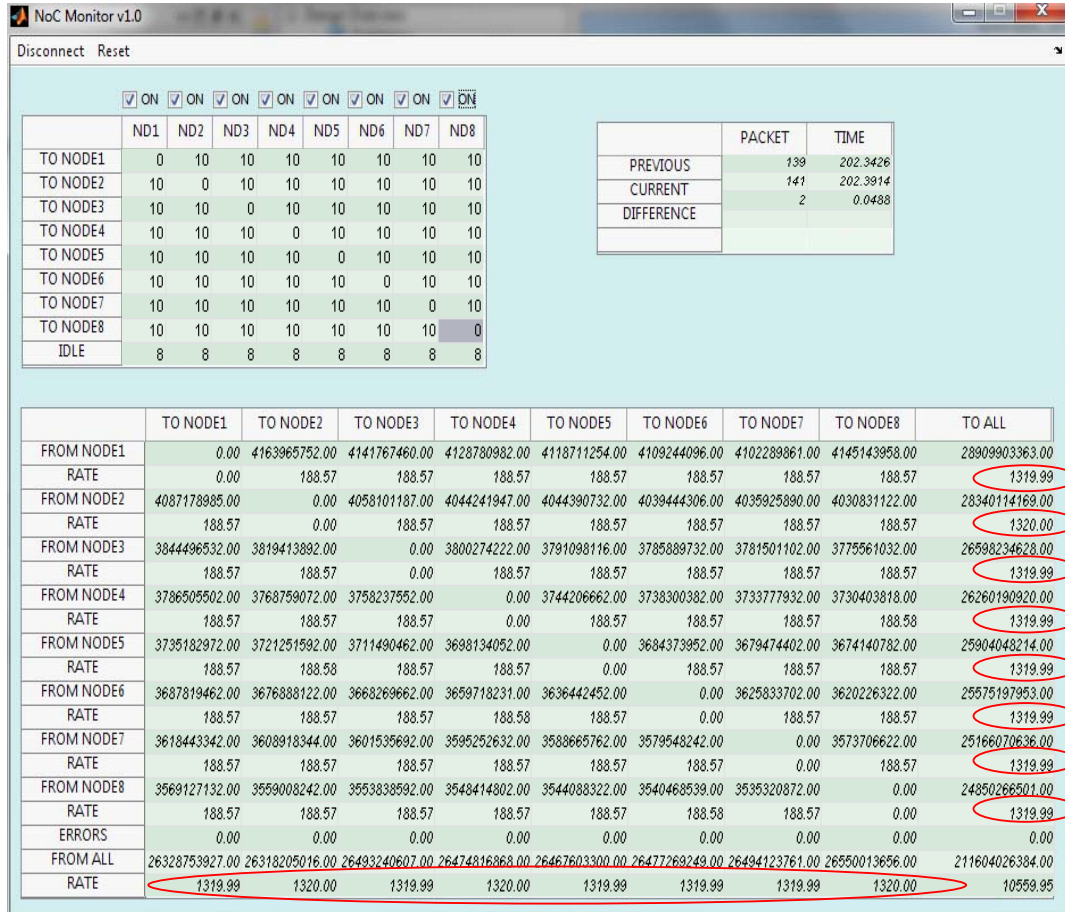 NoC Monitor v1.0
Disconnect Reset
ON ON ON ON ON ON ON ON
ND1 ND2 ND3 ND4 ND5 ND6 ND7 ND8
TO NODE1 0 10 10 10 10 10 10 10
TO NODE2 10 0 10 10 10 10 10 10
TO NODE3 10 10 0 10 10 10 10 10
TO NODE4 10 10 10 0 10 10 10 10
TO NODE5 10 10 10 10 0 10 10 10
TO NODE6 10 10 10 10 10 0 10 10
TO NODE7 10 10 10 10 10 10 0 10
TO NODE8 10 10 10 10 10 10 10 0
IDLE 8 8 8 8 8 8 8 8
PACKET TIME
PREVIOUS 139 202.3426
CURRENT 141 202.3914
DIFFERENCE 2 0.0488
TO NODE1 TO NODE2 TO NODE3 TO NODE4 TO NODE5 TO NODE6 TO NODE7 TO NODE8 TO ALL
FROM NODE1 0.00 4163965752.00 4141767460.00 4128780982.00 4118711254.00 4109244096.00 4102289861.00 4145143958.00 28909903363.00
RATE 0.00 188.57 188.57 188.57 188.57 188.57 188.57 188.57 1319.99
FROM NODE2 4087178985.00 0.00 4058101187.00 4044241947.00 4044390732.00 4039444306.00 4035925890.00 4030831122.00 28340114169.00
RATE 188.57 0.00 188.57 188.57 188.57 188.57 188.57 188.57 1320.00
FROM NODE3 3844496532.00 3819413892.00 0.00 3800274222.00 3791098116.00 3785889732.00 3781501102.00 3775561032.00 26598234628.00
RATE 188.57 188.57 0.00 188.57 188.57 188.57 188.57 188.57 1319.99
FROM NODE4 3786505502.00 3768759072.00 3758237552.00 0.00 3744206662.00 3738300382.00 3733777932.00 3730403818.00 26260190920.00
RATE 188.57 188.57 188.57 0.00 188.57 188.57 188.57 188.58 1319.99
FROM NODE5 3735182972.00 3721251592.00 3711490462.00 3698134052.00 0.00 3684373952.00 3679474402.00 3674140782.00 25904048214.00
RATE 188.57 188.58 188.57 188.57 0.00 188.57 188.57 188.57 1319.99
FROM NODE6 3687819462.00 3676888122.00 3668269662.00 3659718231.00 3636442452.00 0.00 3625833702.00 3620226322.00 25575197953.00
RATE 188.57 188.57 188.57 188.58 188.57 0.00 188.57 188.57 1319.99
FROM NODE7 3618443342.00 3608918344.00 3601535692.00 3595252632.00 3588665762.00 3579548242.00 0.00 3573706622.00 25166070636.00
RATE 188.57 188.57 188.57 188.57 188.57 188.57 0.00 188.57 1319.99
FROM NODE8 3569127132.00 3559008242.00 3553838592.00 3548414802.00 3544088322.00 3540468539.00 3535320872.00 0.00 24850266501.00
RATE 188.57 188.57 188.57 188.57 188.57 188.58 188.57 0.00 1319.99
ERRORS 0.00 0.00 0.00 0.00 0.00 0.00 0.00 0.00 0.00
FROM ALL 26328753927.00 26318205016.00 26493240607.00 26474816868.00 26467603300.00 26477269249.00 26494123761.00 26550013656.00 211604026384.00
RATE 1319.99 1320.00 1319.99 1320.00 1319.99 1319.99 1319.99 1320.00 10559.95